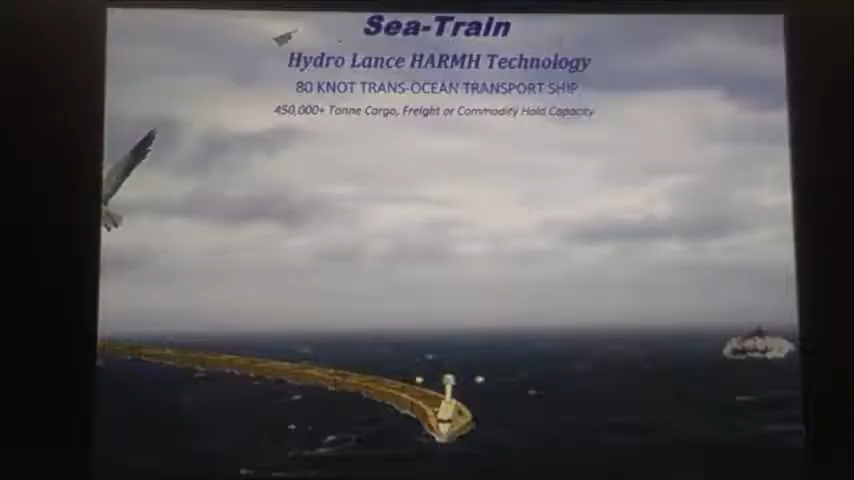 Sea-Train
Hydro Lance HARMH Technology
80 KNOT TRANS-OCEAN TRANSPORT SHIP
450,000+ Tonne Cargo, Freight or Commodity Hold Capacity